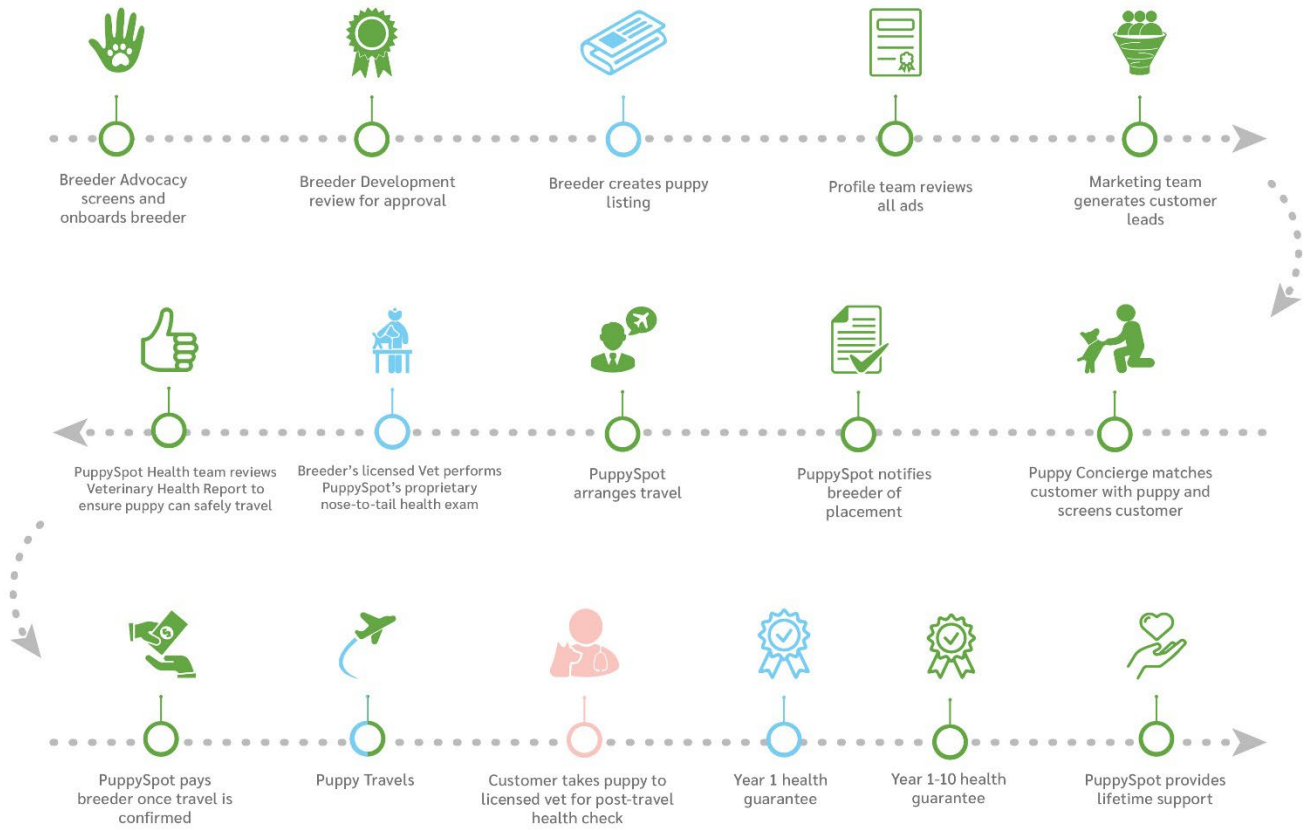 Breeder Advocacy
screens and
onboards breeder
Breeder Development
review for approval
Breeder creates puppy
listing
Profile team reviews
all ads
Marketing team
generates customer
leads
Puppy Concierge matches
customer with puppy and
screens customer
PuppySpot notifies
breeder of
placement
PuppySpot
arranges travel
Breeder's licensed Vet performs
PuppySpot's proprietary
nose-to-tail health exam
PuppySpot Health team reviews
Veterinary Health Report to
ensure puppy can safely travel
$
PuppySpot pays
breeder once travel is
confirmed
Puppy Travels
Customer takes puppy to
licensed vet for post-travel
health check
Year 1 health
guarantee
Year 1-10 health
guarantee
PuppySpot provides
lifetime support